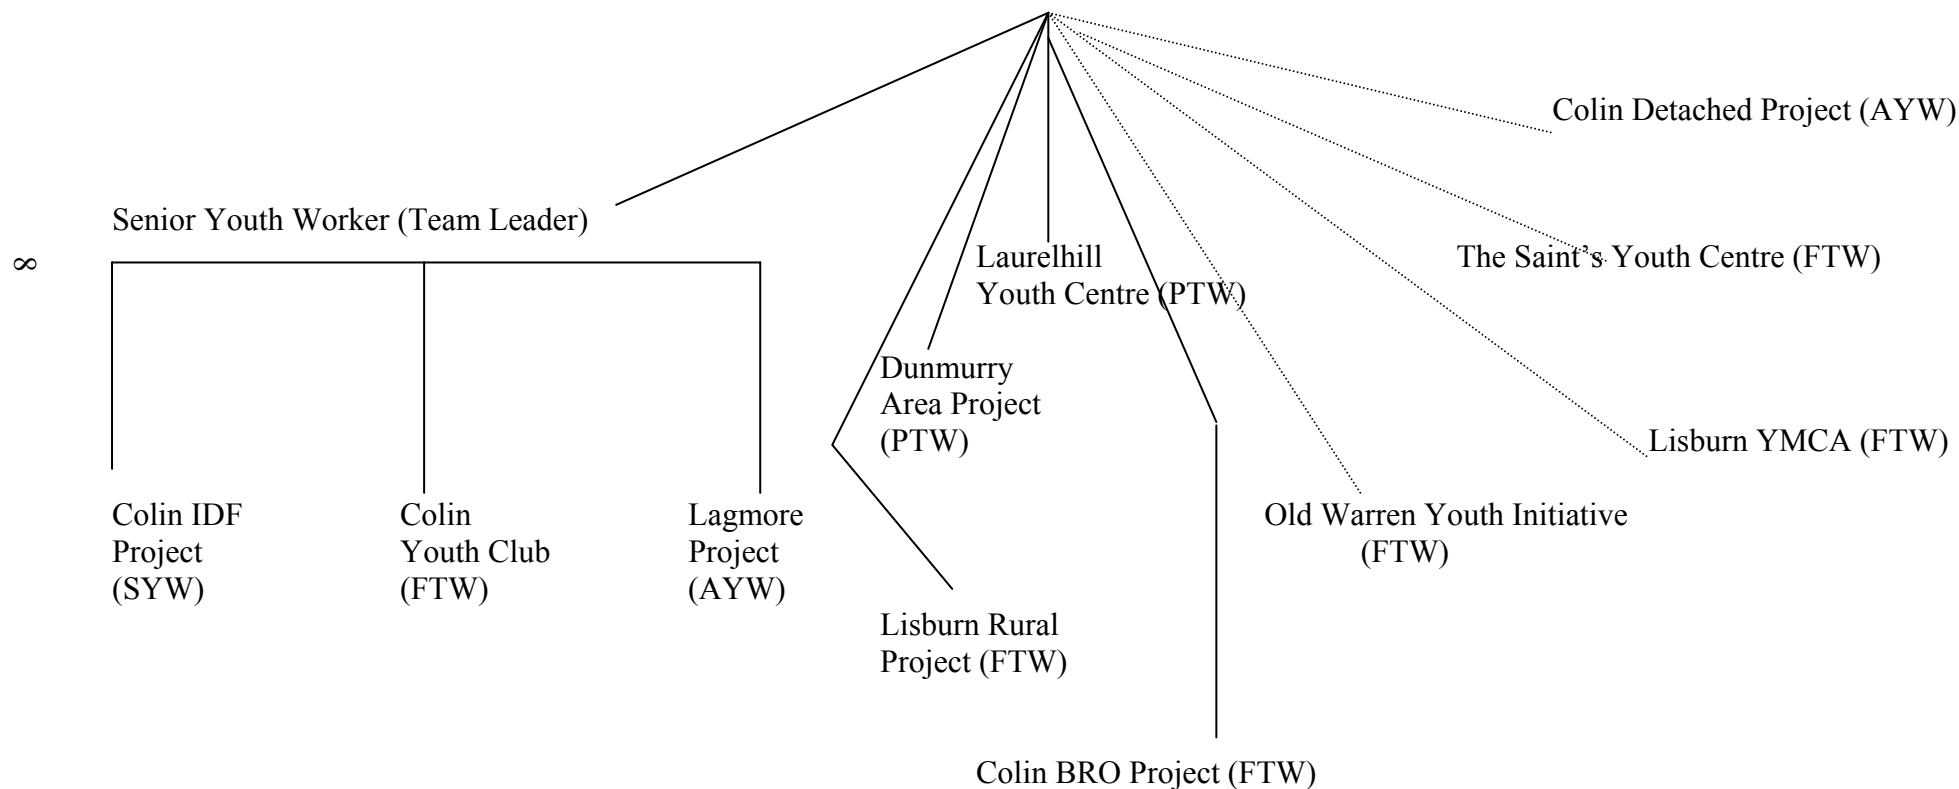 Colin Detached Project (AYW)
Senior Youth Worker (Team Leader)
8
Laurelhill
Youth Centre (PTW)
The Saint’s Youth Centre (FTW)
Dunmurry
Area Project
(PTW)
Lisburn YMCA (FTW)
Colin IDF
Project
(SYW)
Colin
Youth Club
(FTW)
Lagmore
Project
(AYW)
Old Warren Youth Initiative
(FTW)
Lisburn Rural
Project (FTW)
Colin BRO Project (FTW)